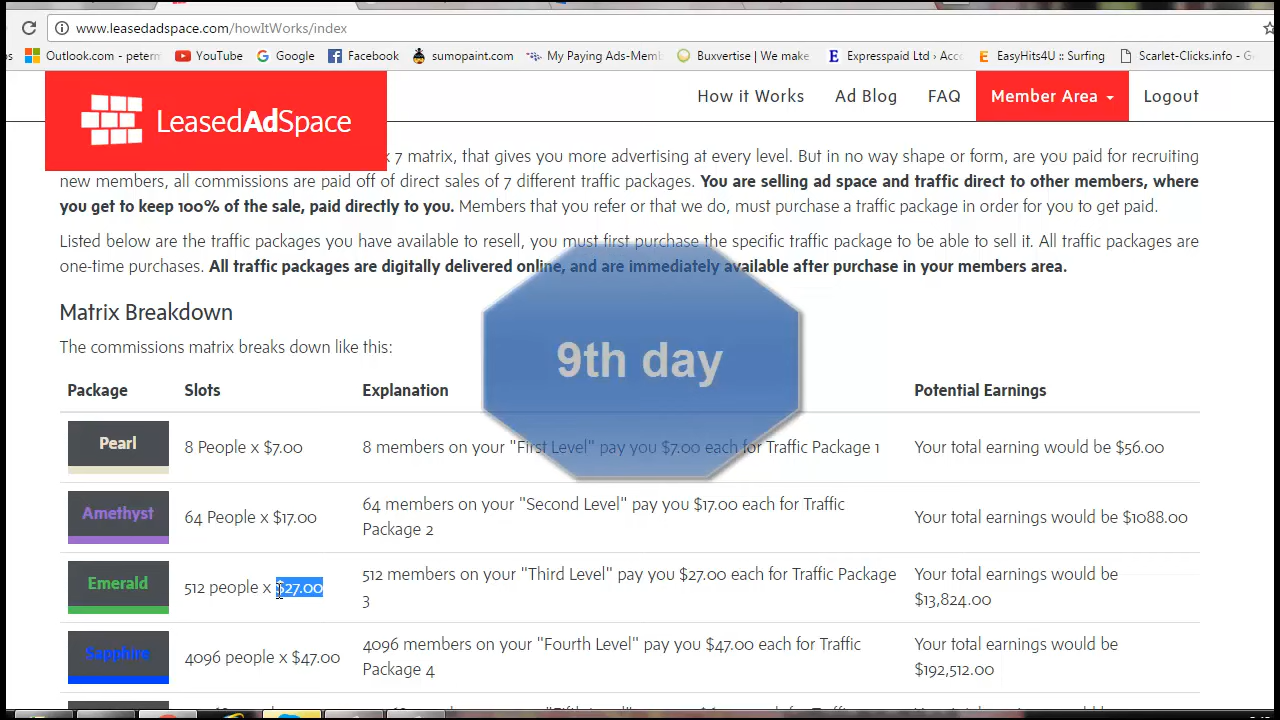 www.leasedadspace.com/howItWorks/index
Outlook.com - peterm
YouTube
Google
Facebook
sumopaint.com
My Paying Ads-Memb
Buxvertise | We make
Expresspaid Ltd › Acc
EasyHits4U :: Surfing
Scarlet-Clicks.info - G
LeasedAdSpace
How it Works
Ad Blog
FAQ
Member Area
Logout
x 7 matrix, that gives you more advertising at every level. But in no way shape or form, are you paid for recruiting
new members, all commissions are paid off of direct sales of 7 different traffic packages. You are selling ad space and traffic direct to other members, where
you get to keep 100% of the sale, paid directly to you. Members that you refer or that we do, must purchase a traffic package in order for you to get paid.
Listed below are the traffic packages you have available to resell, you must first purchase the specific traffic package to be able to sell it. All traffic packages are
one-time purchases. All traffic packages are digitally delivered online, and are immediately available after purchase in your members area.
Matrix Breakdown
The commissions matrix breaks down like this:
9th day
Package Slots Explanation Potential Earnings
Pearl 8 People x $7.00 8 members on your "First Level" pay you $7.00 each for Traffic Package 1 Your total earning would be $56.00
Amethyst 64 People x $17.00 64 members on your "Second Level" pay you $17.00 each for Traffic
Package 2 Your total earnings would be $1088.00
Emerald 512 people x $27.00 512 members on your "Third Level" pay you $27.00 each for Traffic Package
3 Your total earnings would be
$13,824.00
Sapphire 4096 people x $47.00 4096 members on your "Fourth Level" pay you $47.00 each for Traffic
Package 4 Your total earnings would be
$192,512.00